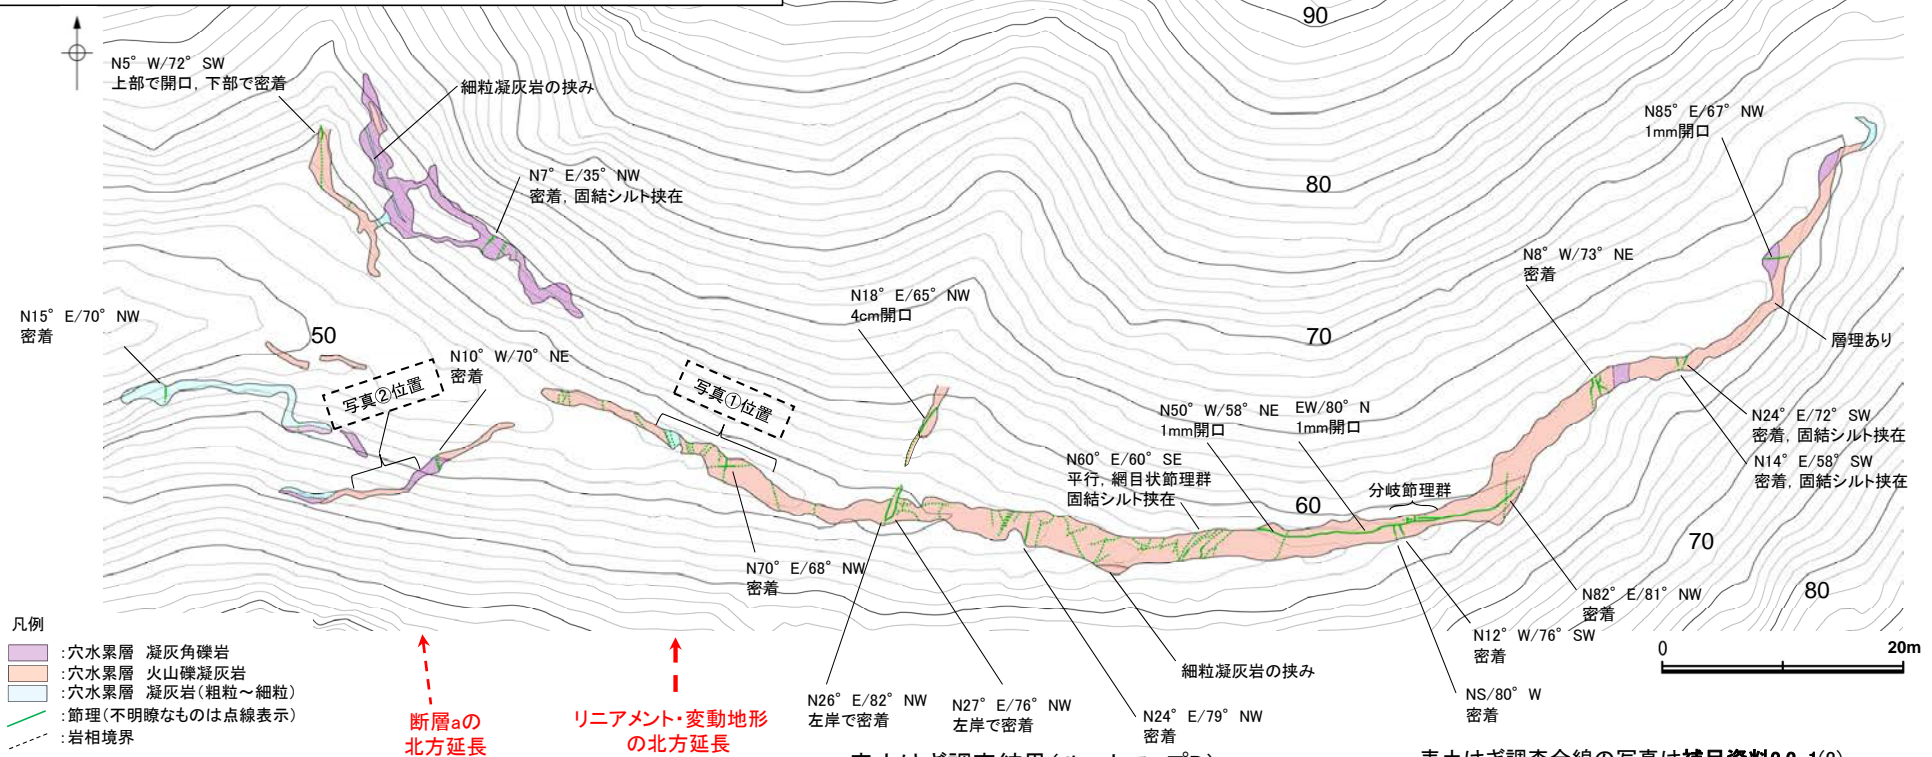 90
N5° W/72° SW
上部で開口, 下部で密着
細粒凝灰岩の挟み
N85° E/67° NW
1mm開口
N7° E/35° NW
密着, 固結シルト挟在
80
N8° W/73° NE
密着
N18° E/65° NW
4cm開口
N15° E/70° NW
密着
50
70
層理あり
N10° W/70° NE
密着
写真②位置
写真①位置
N50° W/58° NE
1mm開口
EW/80° N
1mm開口
N24° E/72° SW
密着, 固結シルト挟在
N60° E/60° SE
平行, 網目状節理群
固結シルト挟在
N14° E/58° SW
密着, 固結シルト挟在
分岐節理群
60
70
N70° E/68° NW
密着
80
N82° E/81° NW
密着
凡例
:穴水累層 凝灰角礫岩
:穴水累層 火山礫凝灰岩
:穴水累層 凝灰岩(粗粒～細粒)
:節理(不明瞭なものは点線表示)
:岩相境界
N12° W/76° SW
密着
0
20m
細粒凝灰岩の挟み
断層aの
北方延長
リニアメント・変動地形
の北方延長
N26° E/82° NW
左岸で密着
N27° E/76° NW
左岸で密着
N24° E/79° NW
密着
NS/80° W
密着